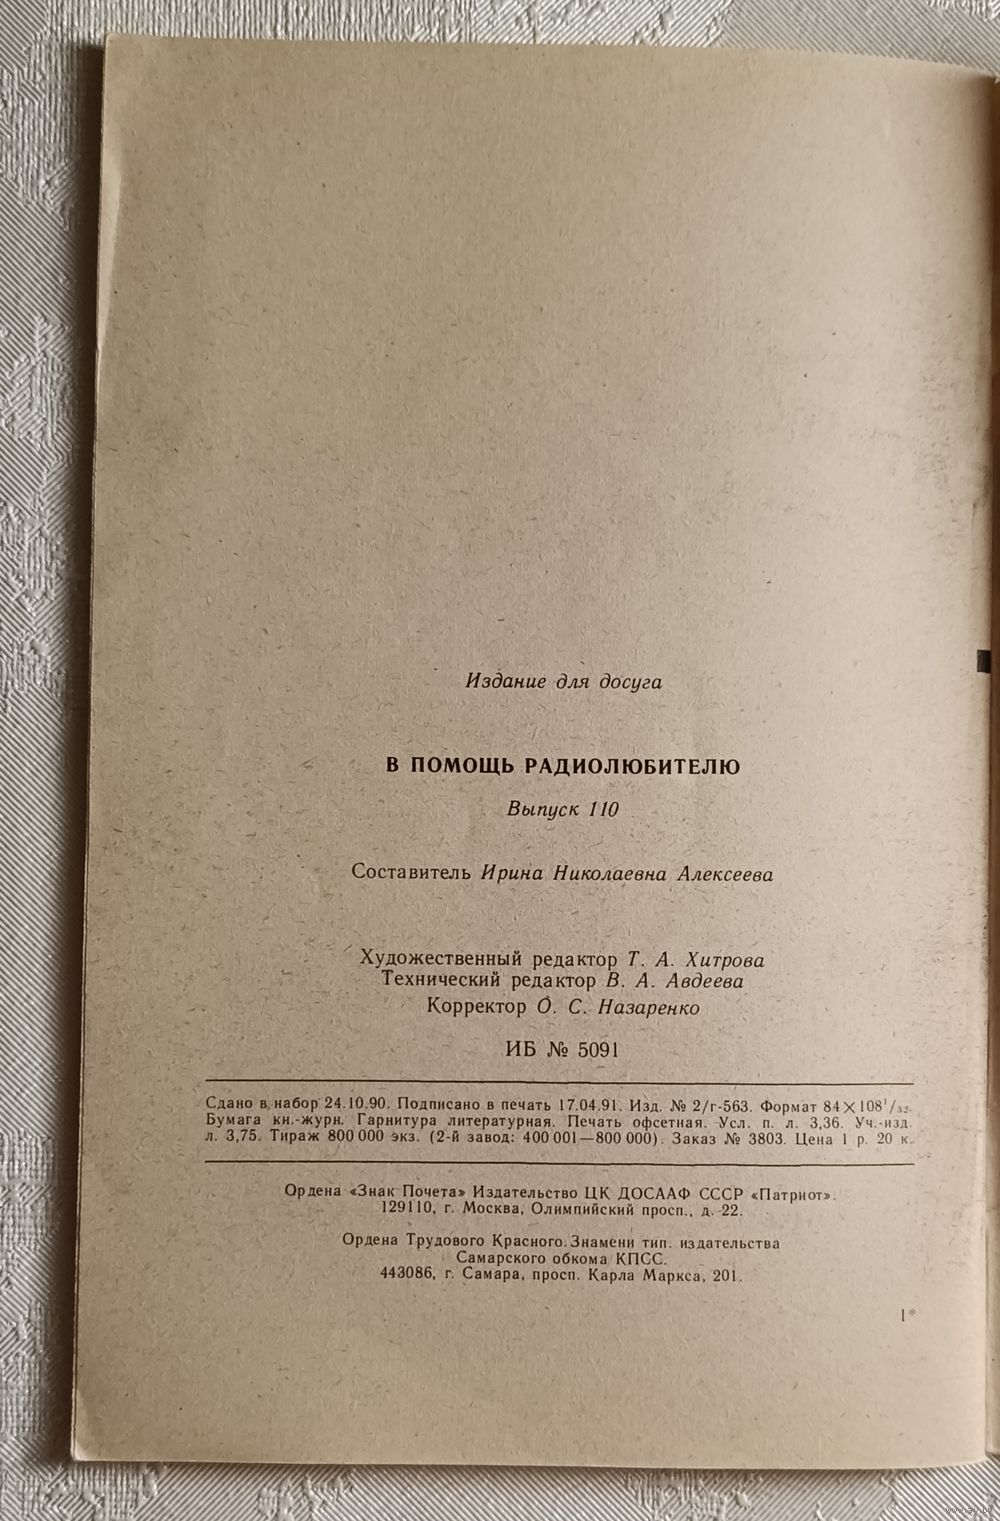 Издание для досуга
В ПОМОЩЬ РАДИОЛЮБИТЕЛЮ
Выпуск 110
Составитель Ирина Николаевна Алексеева
Художественный редактор Т. А. Хитрова
Технический редактор В. А. Авдеева
Корректор О. С. Назаренко
ИБ № 5091
Сдано в набор 24.10.90. Подписано в печать 17.04.91. Изд. № 2/г-563. Формат 84×108¹/₃₂.
Бумага кн.-журн. Гарнитура литературная. Печать офсетная. Усл. п. л. 3,36. Уч.-изд.
л. 3,75. Тираж 800 000 экз. (2-й завод: 400 001—800 000). Заказ № 3803. Цена 1 р. 20 к.
Ордена «Знак Почета» Издательство ЦК ДОСААФ СССР «Патриот».
129110, г. Москва, Олимпийский просп., д. 22.
Ордена Трудового Красного Знамени тип. издательства
Самарского обкома КПСС.
443086, г. Самара, просп. Карла Маркса, 201.
1*